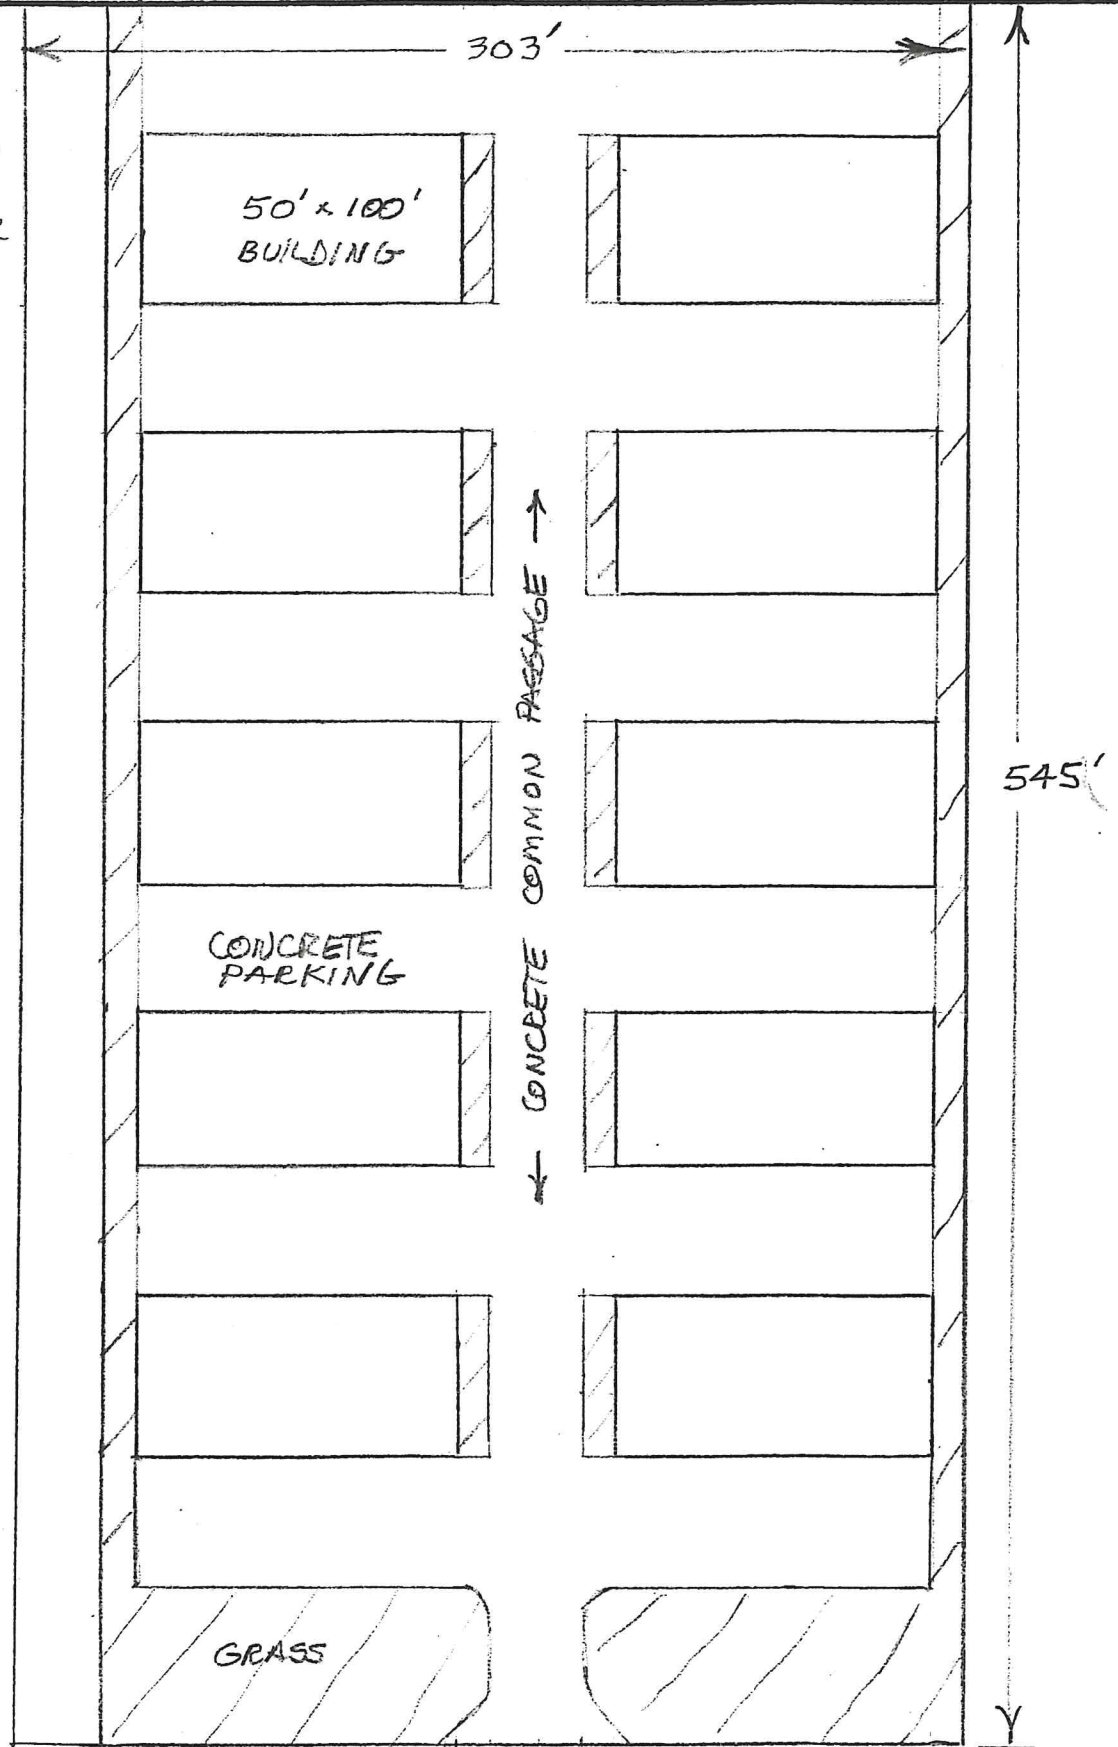 303'
50' x 100'
BUILDING
← CONCRETE COMMON PASSAGE →
545'
CONCRETE
PARKING
GRASS